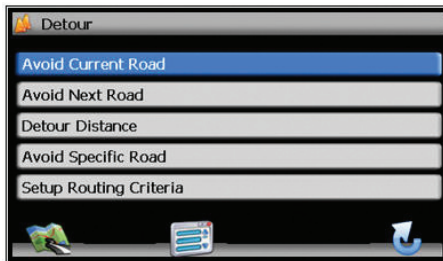 Detour
Avoid Current Road
Avoid Next Road
Detour Distance
Avoid Specific Road
Setup Routing Criteria